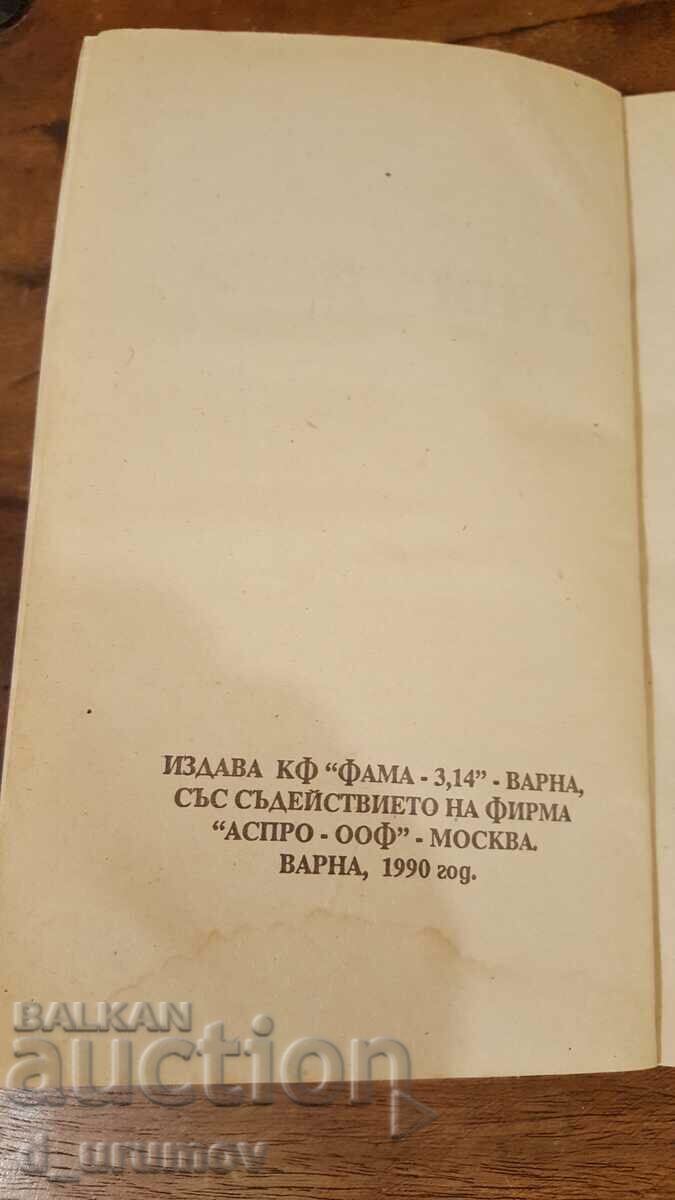 ИЗДАВА КФ “ФАМА - 3,14” - ВАРНА,
СЪС СЪДЕЙСТВИЕТО НА ФИРМА
“АСПРО - ООФ” - МОСКВА.
ВАРНА, 1990 год.
BALKAN
auction
d_urumov